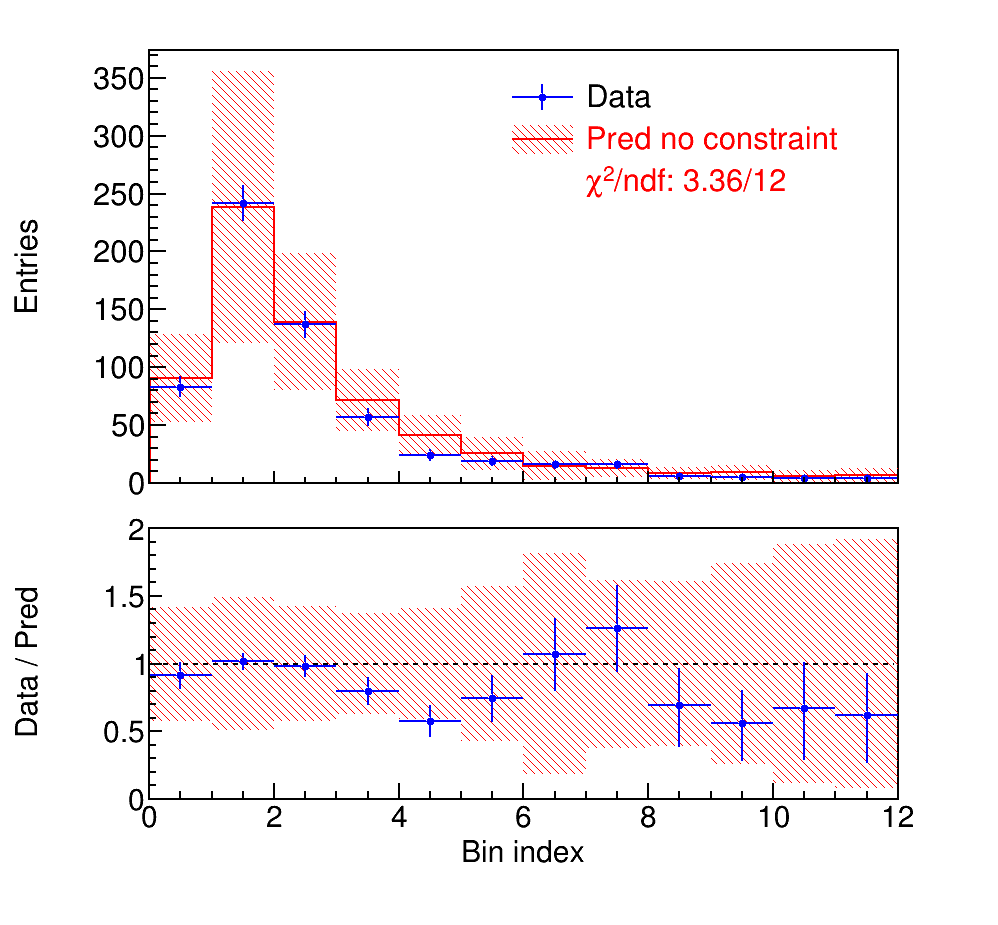 350
300
250
200
150
100
50
0
Entries
Data
Pred no constraint
χ²/ndf: 3.36/12
2
1.5
1
0.5
0
Data / Pred
0 2 4 6 8 10 12
Bin index